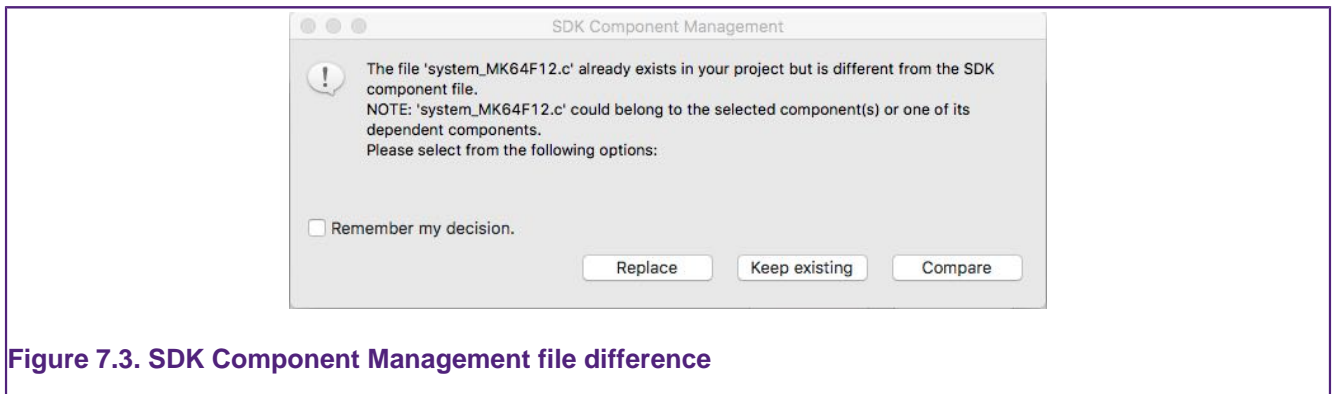 SDK Component Management
The file 'system_MK64F12.c' already exists in your project but is different from the SDK
component file.
NOTE: 'system_MK64F12.c' could belong to the selected component(s) or one of its
dependent components.
Please select from the following options:
Remember my decision.
Replace Keep existing Compare
Figure 7.3. SDK Component Management file difference